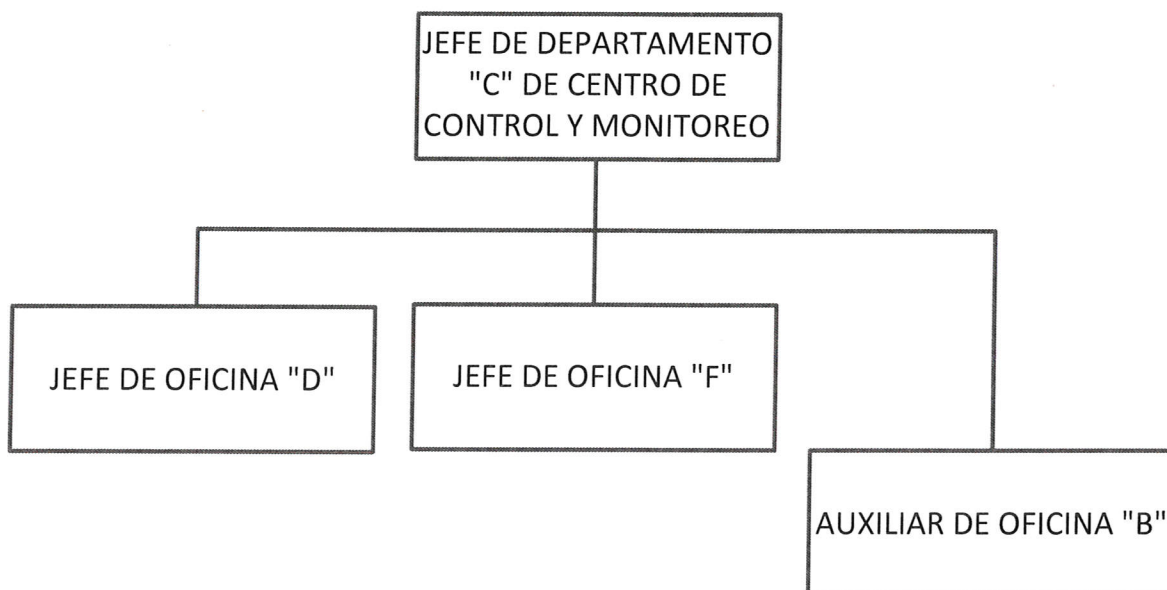 JEFE DE DEPARTAMENTO
"C" DE CENTRO DE
CONTROL Y MONITOREO
JEFE DE OFICINA "D"
JEFE DE OFICINA "F"
AUXILIAR DE OFICINA "B"